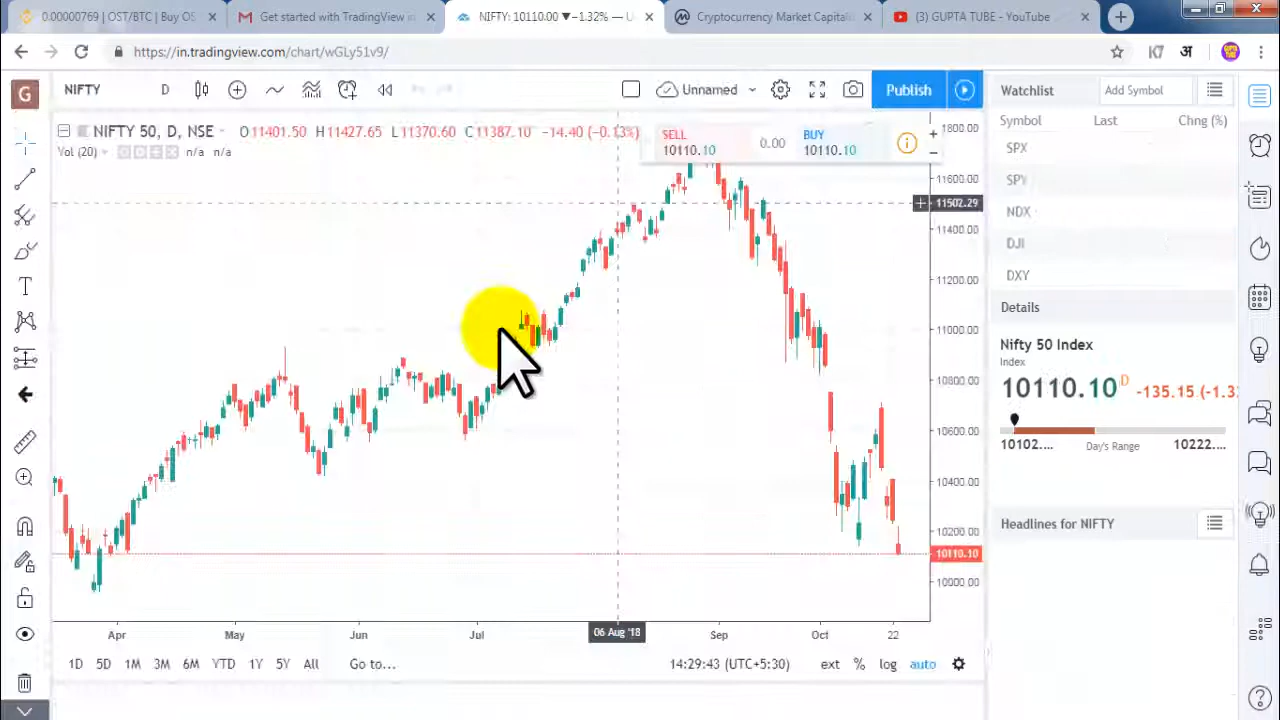 0.00000769 | OST/BTC | Buy OS
Get started with TradingView in
NIFTY: 10110.00 ▼−1.32% — U
Cryptocurrency Market Capitali
(3) GUPTA TUBE - YouTube
https://in.tradingview.com/chart/wGLy51v9/
K7
अ
G
NIFTY
D
Unnamed
Publish
Watchlist
Add Symbol
Symbol Last Chng (%)
NIFTY 50, D, NSE
O11401.50 H11427.65 L11370.60 C11387.10 −14.40 (−0.13%)
Vol (20) n/a n/a
SELL
10110.10
0.00
BUY
10110.10
11800.00
11600.00
11502.29
11400.00
11200.00
11000.00
10800.00
10600.00
10400.00
10200.00
10110.10
10000.00
SPX
SPY
NDX
DJI
DXY
Details
Nifty 50 Index
Index
10110.10 D -135.15 (-1.3
10102.... Day's Range 10222....
Headlines for NIFTY
T
Apr May Jun Jul 06 Aug '18 Sep Oct 22
1D 5D 1M 3M 6M YTD 1Y 5Y All Go to...
14:29:43 (UTC+5:30) ext % log auto